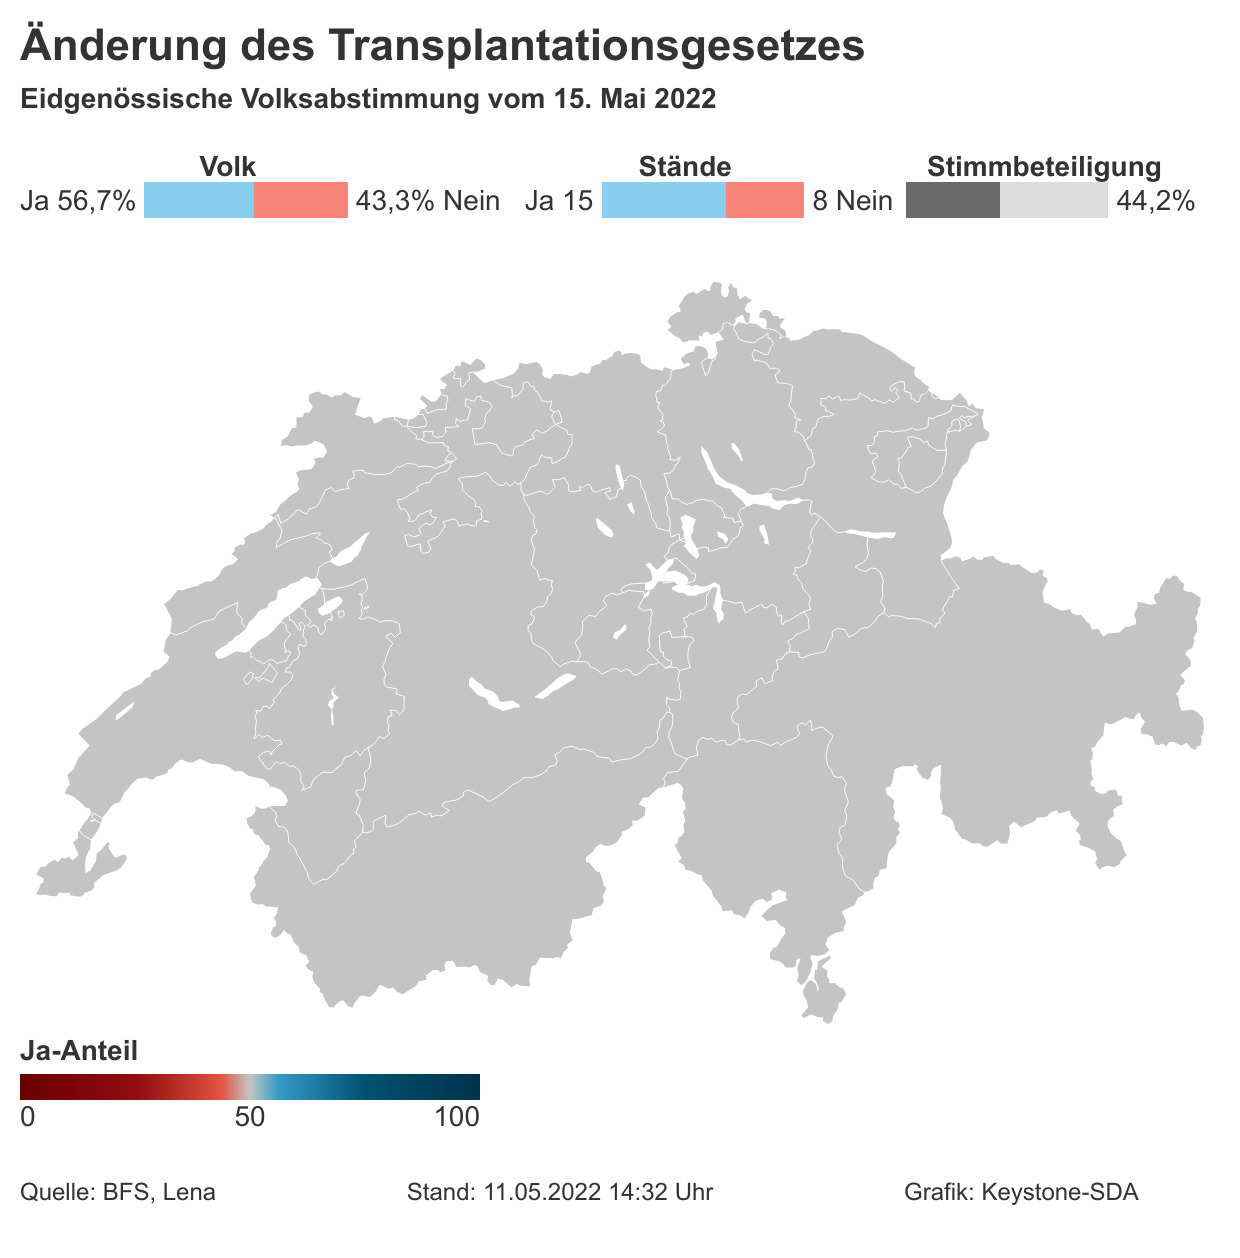 Änderung des Transplantationsgesetzes
Eidgenössische Volksabstimmung vom 15. Mai 2022
Volk Stände Stimmbeteiligung
Ja 56,7% 43,3% Nein Ja 15 8 Nein 44,2%
Ja-Anteil
0 50 100
Quelle: BFS, Lena Stand: 11.05.2022 14:32 Uhr Grafik: Keystone-SDA